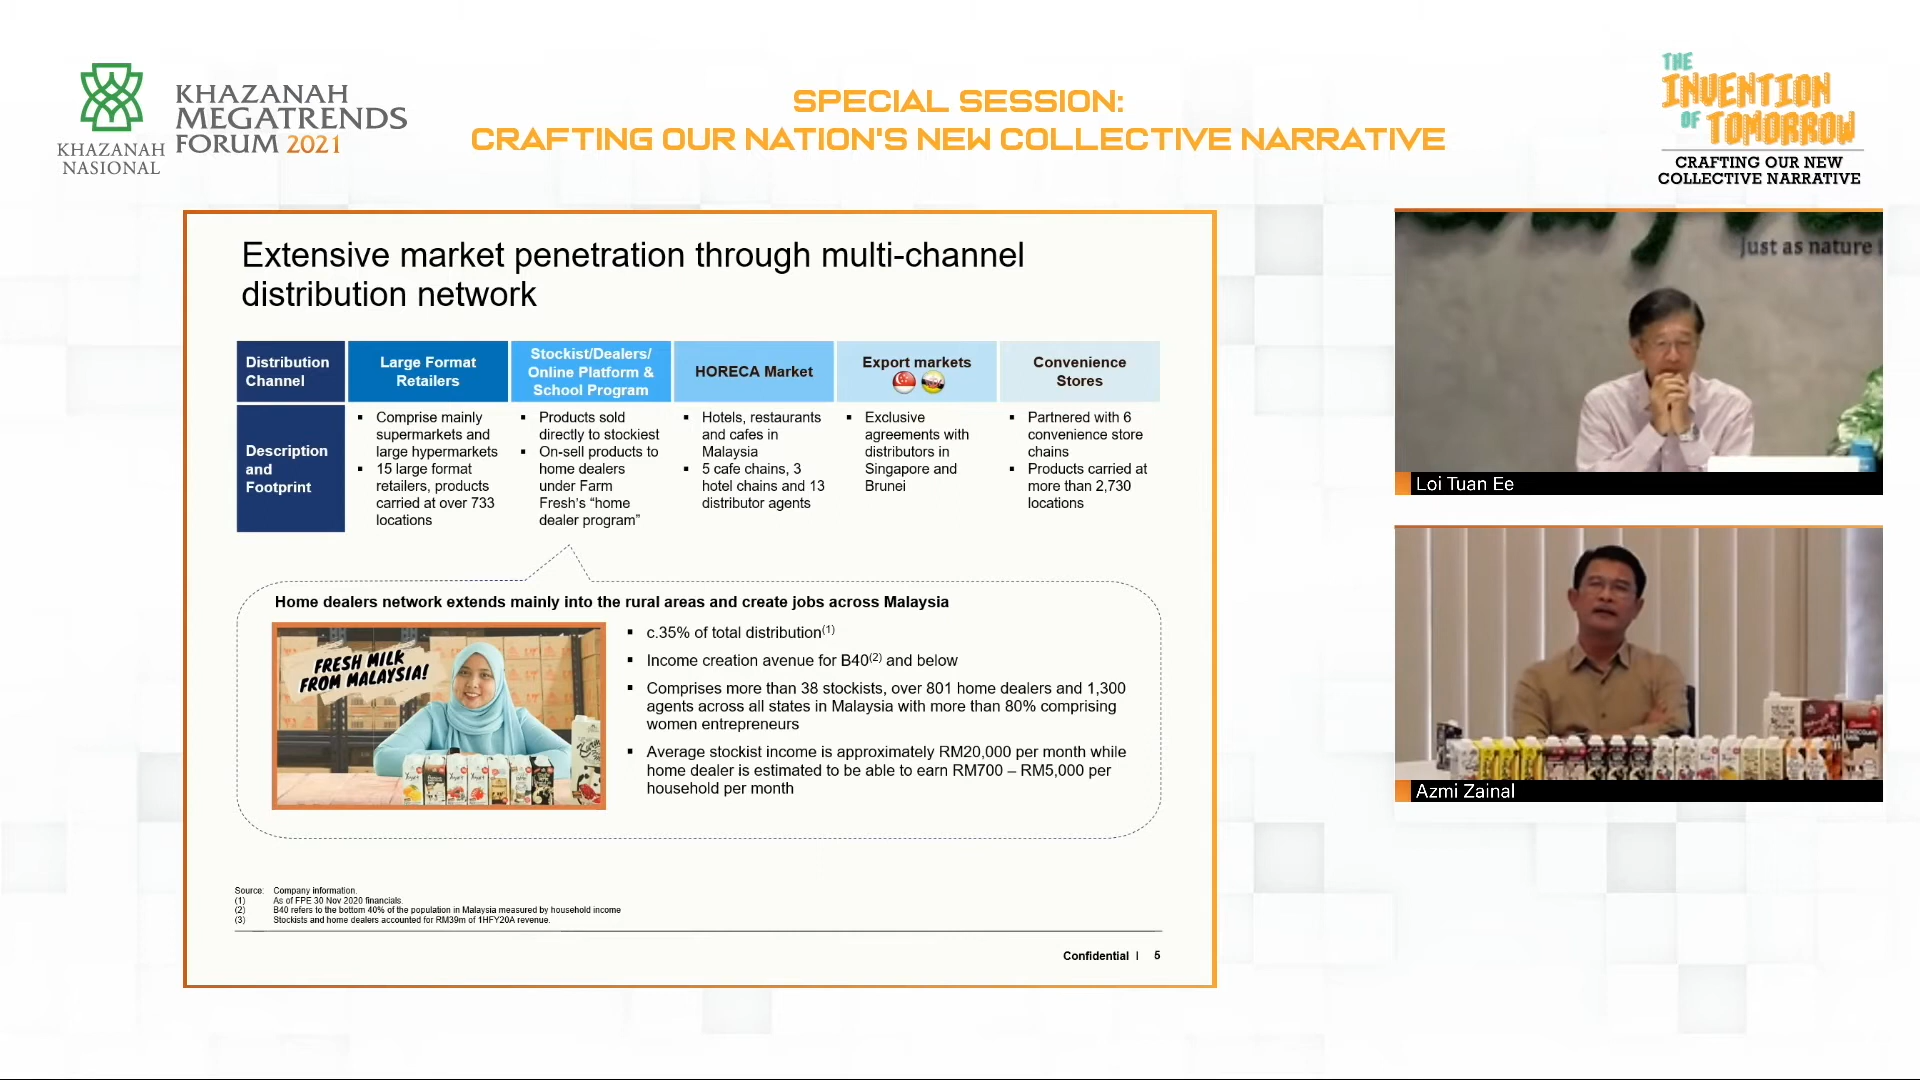 KHAZANAH
NASIONAL
KHAZANAH
MEGATRENDS
FORUM 2021
SPECIAL SESSION:
CRAFTING OUR NATION'S NEW COLLECTIVE NARRATIVE
THE
INVENTION
OF
TOMORROW
CRAFTING OUR NEW
COLLECTIVE NARRATIVE
Extensive market penetration through multi-channel
distribution network
Distribution
Channel
Large Format
Retailers
Stockist/Dealers/
Online Platform &
School Program
HORECA Market
Export markets
Convenience
Stores
Description
and
Footprint
▪ Comprise mainly
supermarkets and
large hypermarkets
▪ 15 large format
retailers, products
carried at over 733
locations
▪ Products sold
directly to stockiest
▪ On-sell products to
home dealers
under Farm
Fresh's “home
dealer program”
▪ Hotels, restaurants
and cafes in
Malaysia
▪ 5 cafe chains, 3
hotel chains and 13
distributor agents
▪ Exclusive
agreements with
distributors in
Singapore and
Brunei
▪ Partnered with 6
convenience store
chains
▪ Products carried at
more than 2,730
locations
Home dealers network extends mainly into the rural areas and create jobs across Malaysia
FRESH MILK
FROM MALAYSIA!
▪ c.35% of total distribution(1)
▪ Income creation avenue for B40(2) and below
▪ Comprises more than 38 stockists, over 801 home dealers and 1,300
agents across all states in Malaysia with more than 80% comprising
women entrepreneurs
▪ Average stockist income is approximately RM20,000 per month while
home dealer is estimated to be able to earn RM700 – RM5,000 per
household per month
Source: Company information.
(1) As of FPE 30 Nov 2020 financials.
(2) B40 refers to the bottom 40% of the population in Malaysia measured by household income
(3) Stockists and home dealers accounted for RM39m of 1HFY20A revenue.
Confidential | 5
just as nature
Loi Tuan Ee
Azmi Zainal